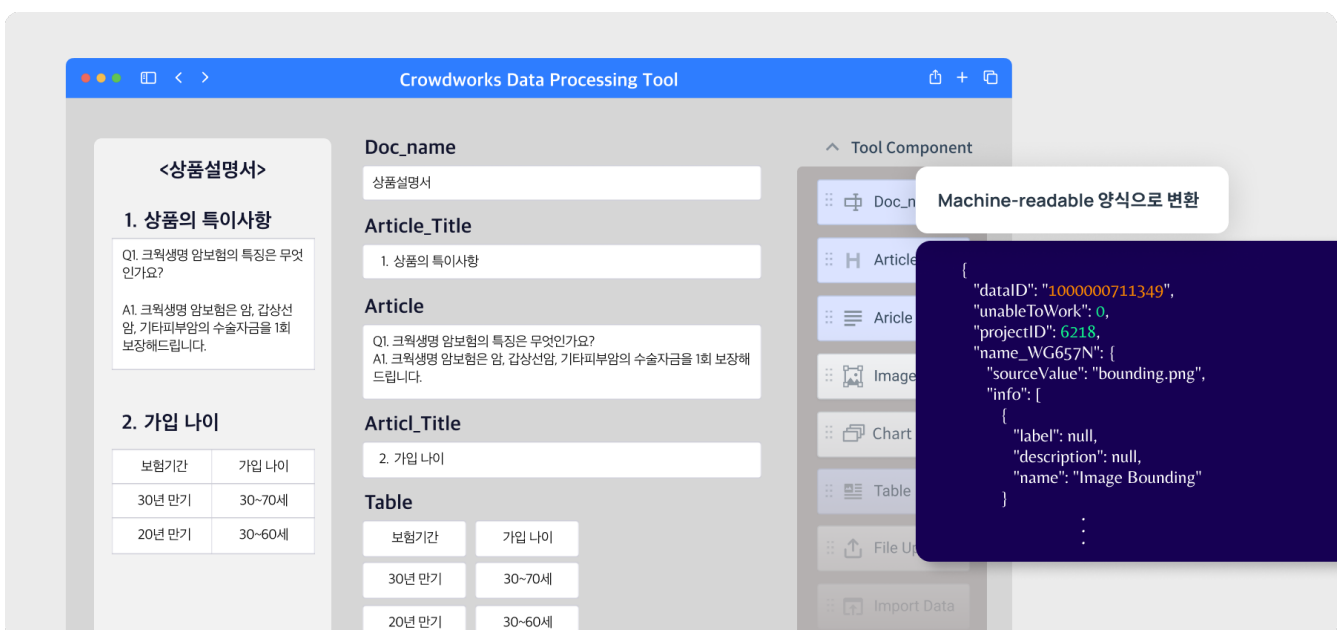 Crowdworks Data Processing Tool
<상품설명서>
1. 상품의 특이사항
Q1. 크웍생명 암보험의 특징은 무엇
인가요?
A1. 크웍생명 암보험은 암, 갑상선
암, 기타피부암의 수술자금을 1회
보장해드립니다.
2. 가입 나이
보험기간 가입 나이
30년 만기 30~70세
20년 만기 30~60세
Doc_name
상품설명서
Article_Title
1. 상품의 특이사항
Article
Q1. 크웍생명 암보험의 특징은 무엇인가요?
A1. 크웍생명 암보험은 암, 갑상선암, 기타피부암의 수술자금을 1회 보장해
드립니다.
Articl_Title
2. 가입 나이
Table
보험기간 가입 나이
30년 만기 30~70세
20년 만기 30~60세
Tool Component
Doc_n
Article
Aricle
Image
Chart
Table
File Up
Import Data
Machine-readable 양식으로 변환
{
"dataID": "1000000711349",
"unableToWork": 0,
"projectID": 6218,
"name_WG657N": {
"sourceValue": "bounding.png",
"info": [
{
"label": null,
"description": null,
"name": "Image Bounding"
}
.
.
.